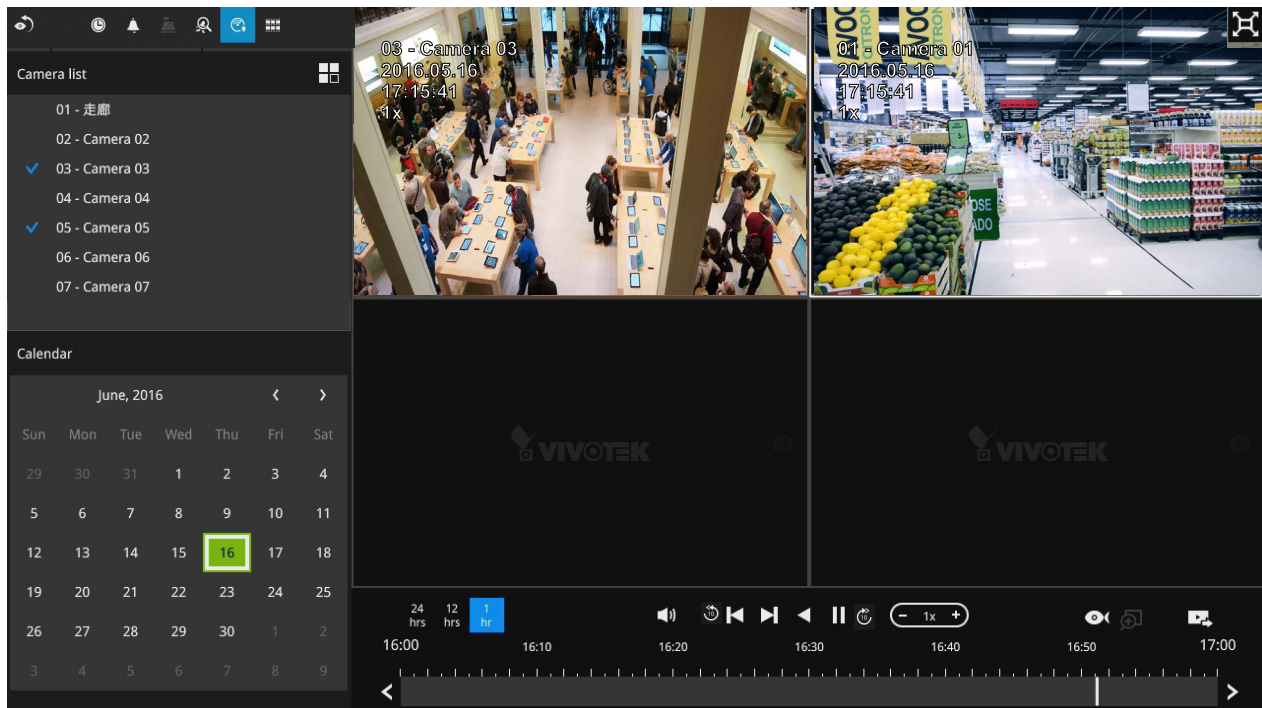 Camera list
01 - 走廊
02 - Camera 02
03 - Camera 03
04 - Camera 04
05 - Camera 05
06 - Camera 06
07 - Camera 07
Calendar
June, 2016
Sun Mon Tue Wed Thu Fri Sat
29 30 31 1 2 3 4
5 6 7 8 9 10 11
12 13 14 15 16 17 18
19 20 21 22 23 24 25
26 27 28 29 30 1 2
3 4 5 6 7 8 9
03 - Camera 03
2016.05.16
17:15:41
1x
01 - Camera 01
2016.05.16
17:15:41
1x
VIVOTEK
VIVOTEK
24 hrs
12 hrs
1 hr
10
10
1x
16:00 16:10 16:20 16:30 16:40 16:50 17:00